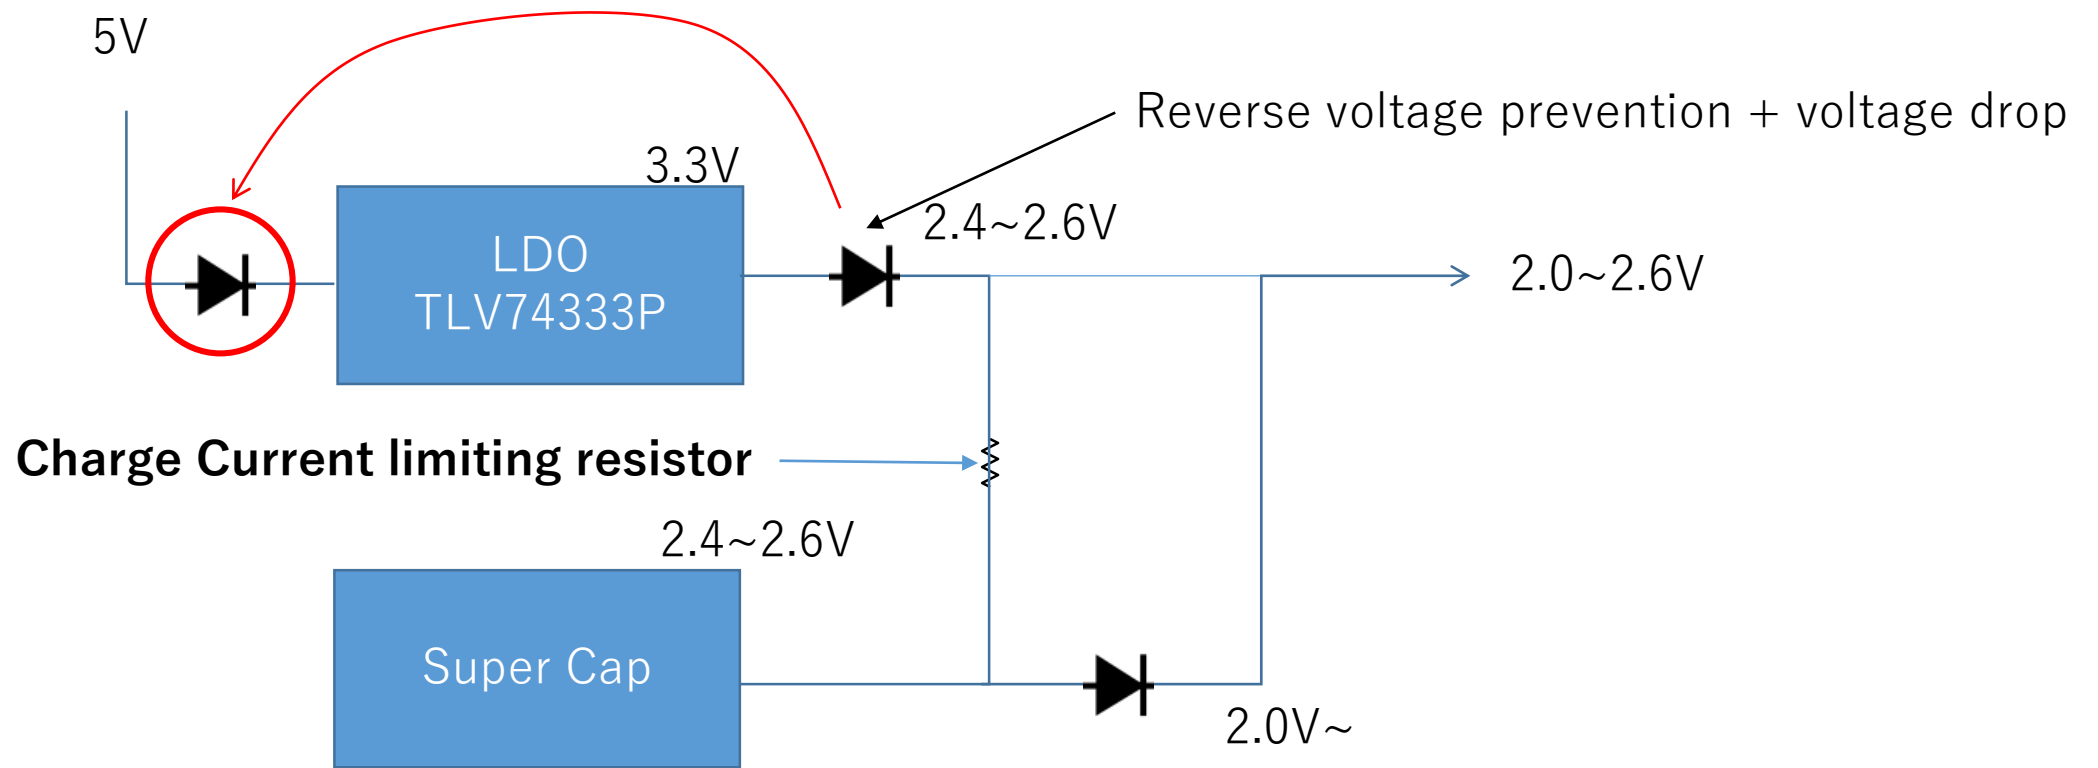 5V
Reverse voltage prevention + voltage drop
3.3V
2.4~2.6V
LDO
TLV74333P
2.0~2.6V
Charge Current limiting resistor
2.4~2.6V
Super Cap
2.0V~